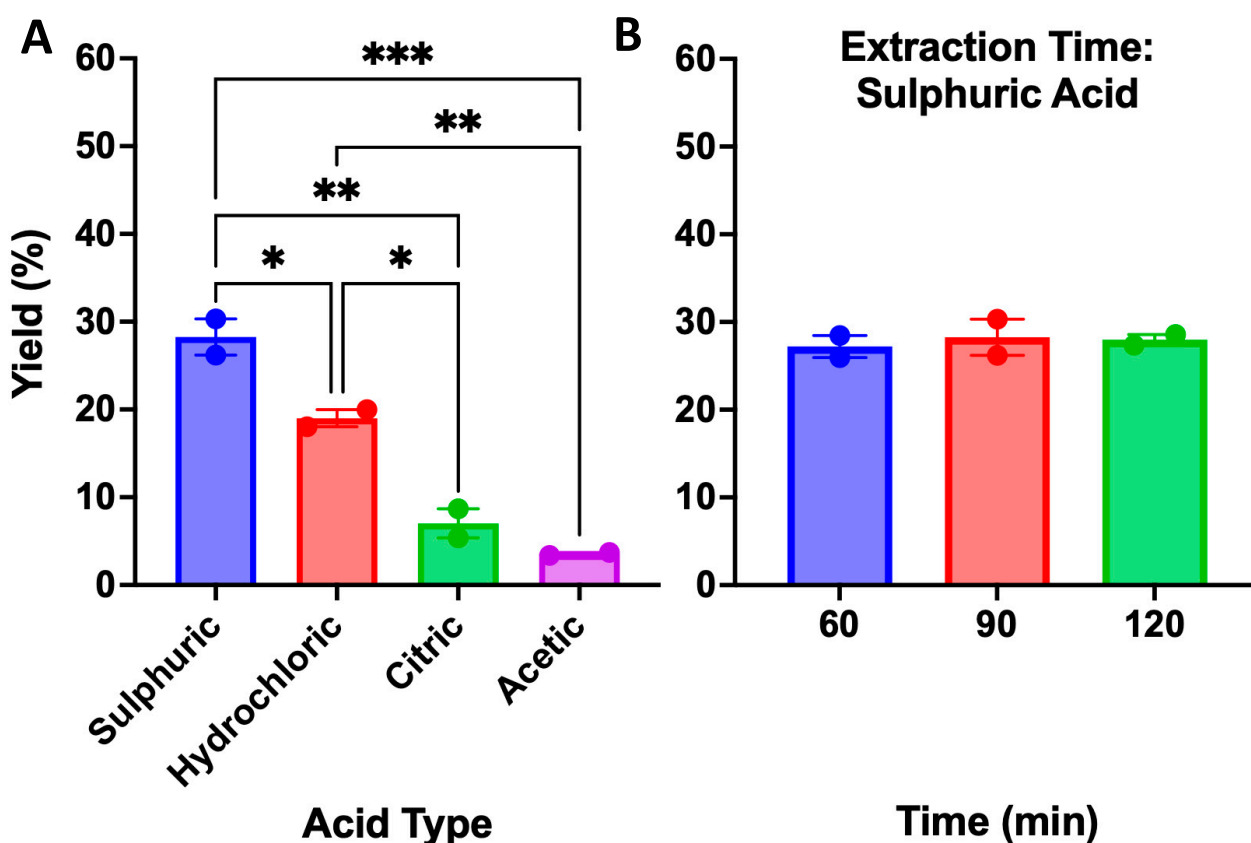 A
Yield (%)
60
50
40
30
20
10
0
***
**
**
*
*
Sulphuric
Hydrochloric
Citric
Acetic
Acid Type
B
Extraction Time:
Sulphuric Acid
60
50
40
30
20
10
0
60
90
120
Time (min)